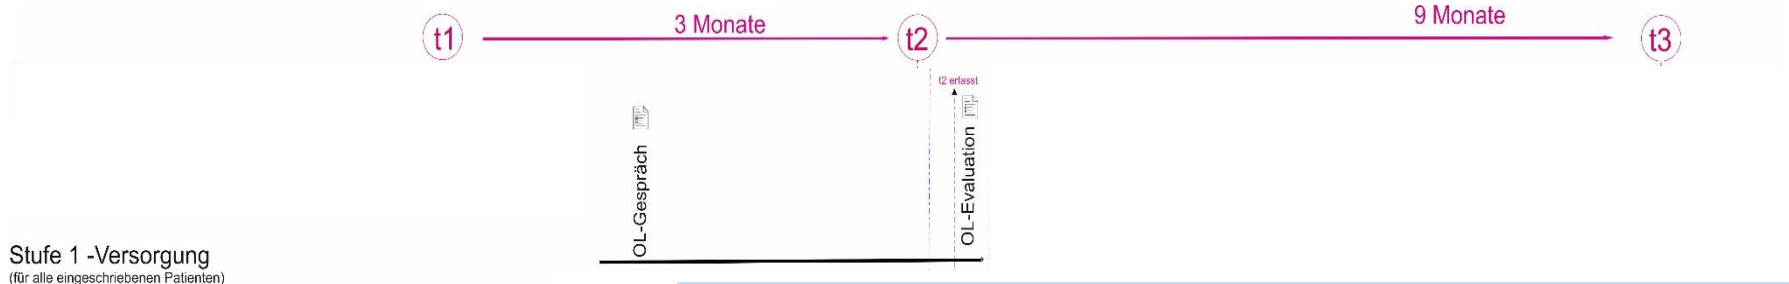 t1
3 Monate
t2
9 Monate
t3
t2 erfasst
OL-Gespräch
OL-Evaluation
Stufe 1 -Versorgung
(für alle eingeschriebenen Patienten)